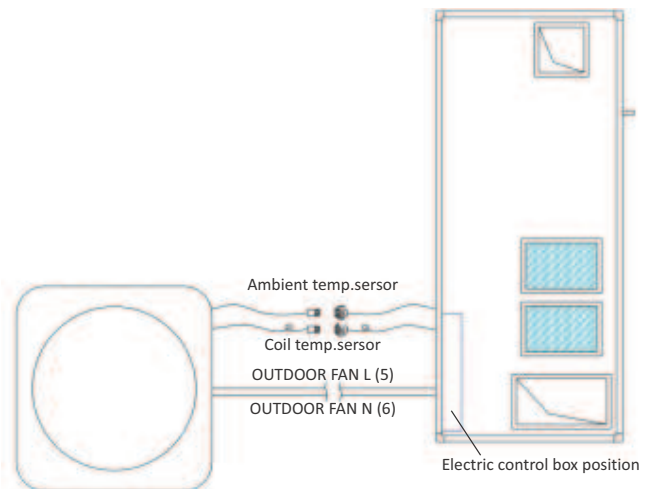 Ambient temp.sersor
Coil temp.sersor
OUTDOOR FAN L (5)
OUTDOOR FAN N (6)
Electric control box position